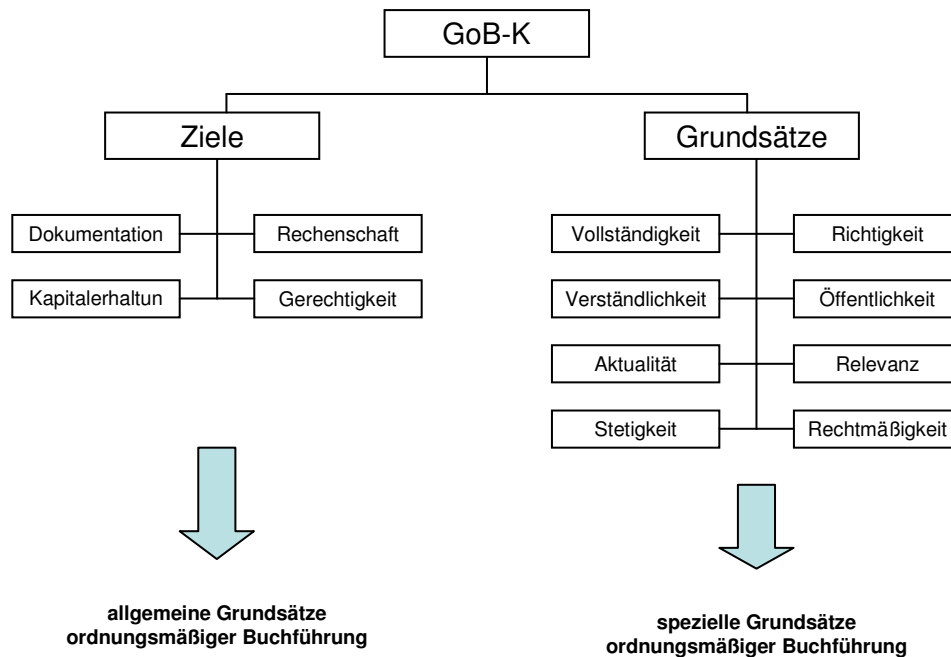 GoB-K
Ziele
Grundsätze
Dokumentation
Rechenschaft
Vollständigkeit
Richtigkeit
Kapitalerhaltun
Gerechtigkeit
Verständlichkeit
Öffentlichkeit
Aktualität
Relevanz
Stetigkeit
Rechtmäßigkeit
allgemeine Grundsätze
ordnungsmäßiger Buchführung
spezielle Grundsätze
ordnungsmäßiger Buchführung